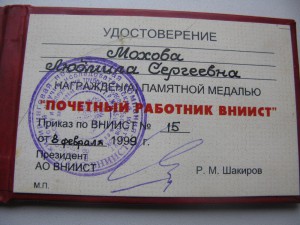 УДОСТОВЕРЕНИЕ
Мохова
Людмила Сергеевна
НАГРАЖДЕНА ПАМЯТНОЙ МЕДАЛЬЮ
"ПОЧЕТНЫЙ РАБОТНИК ВНИИСТ"
Приказ по ВНИИСТ № 15
от 8 февраля 1999 г.
Президент
АО ВНИИСТ
Р. М. Шакиров
М.П.